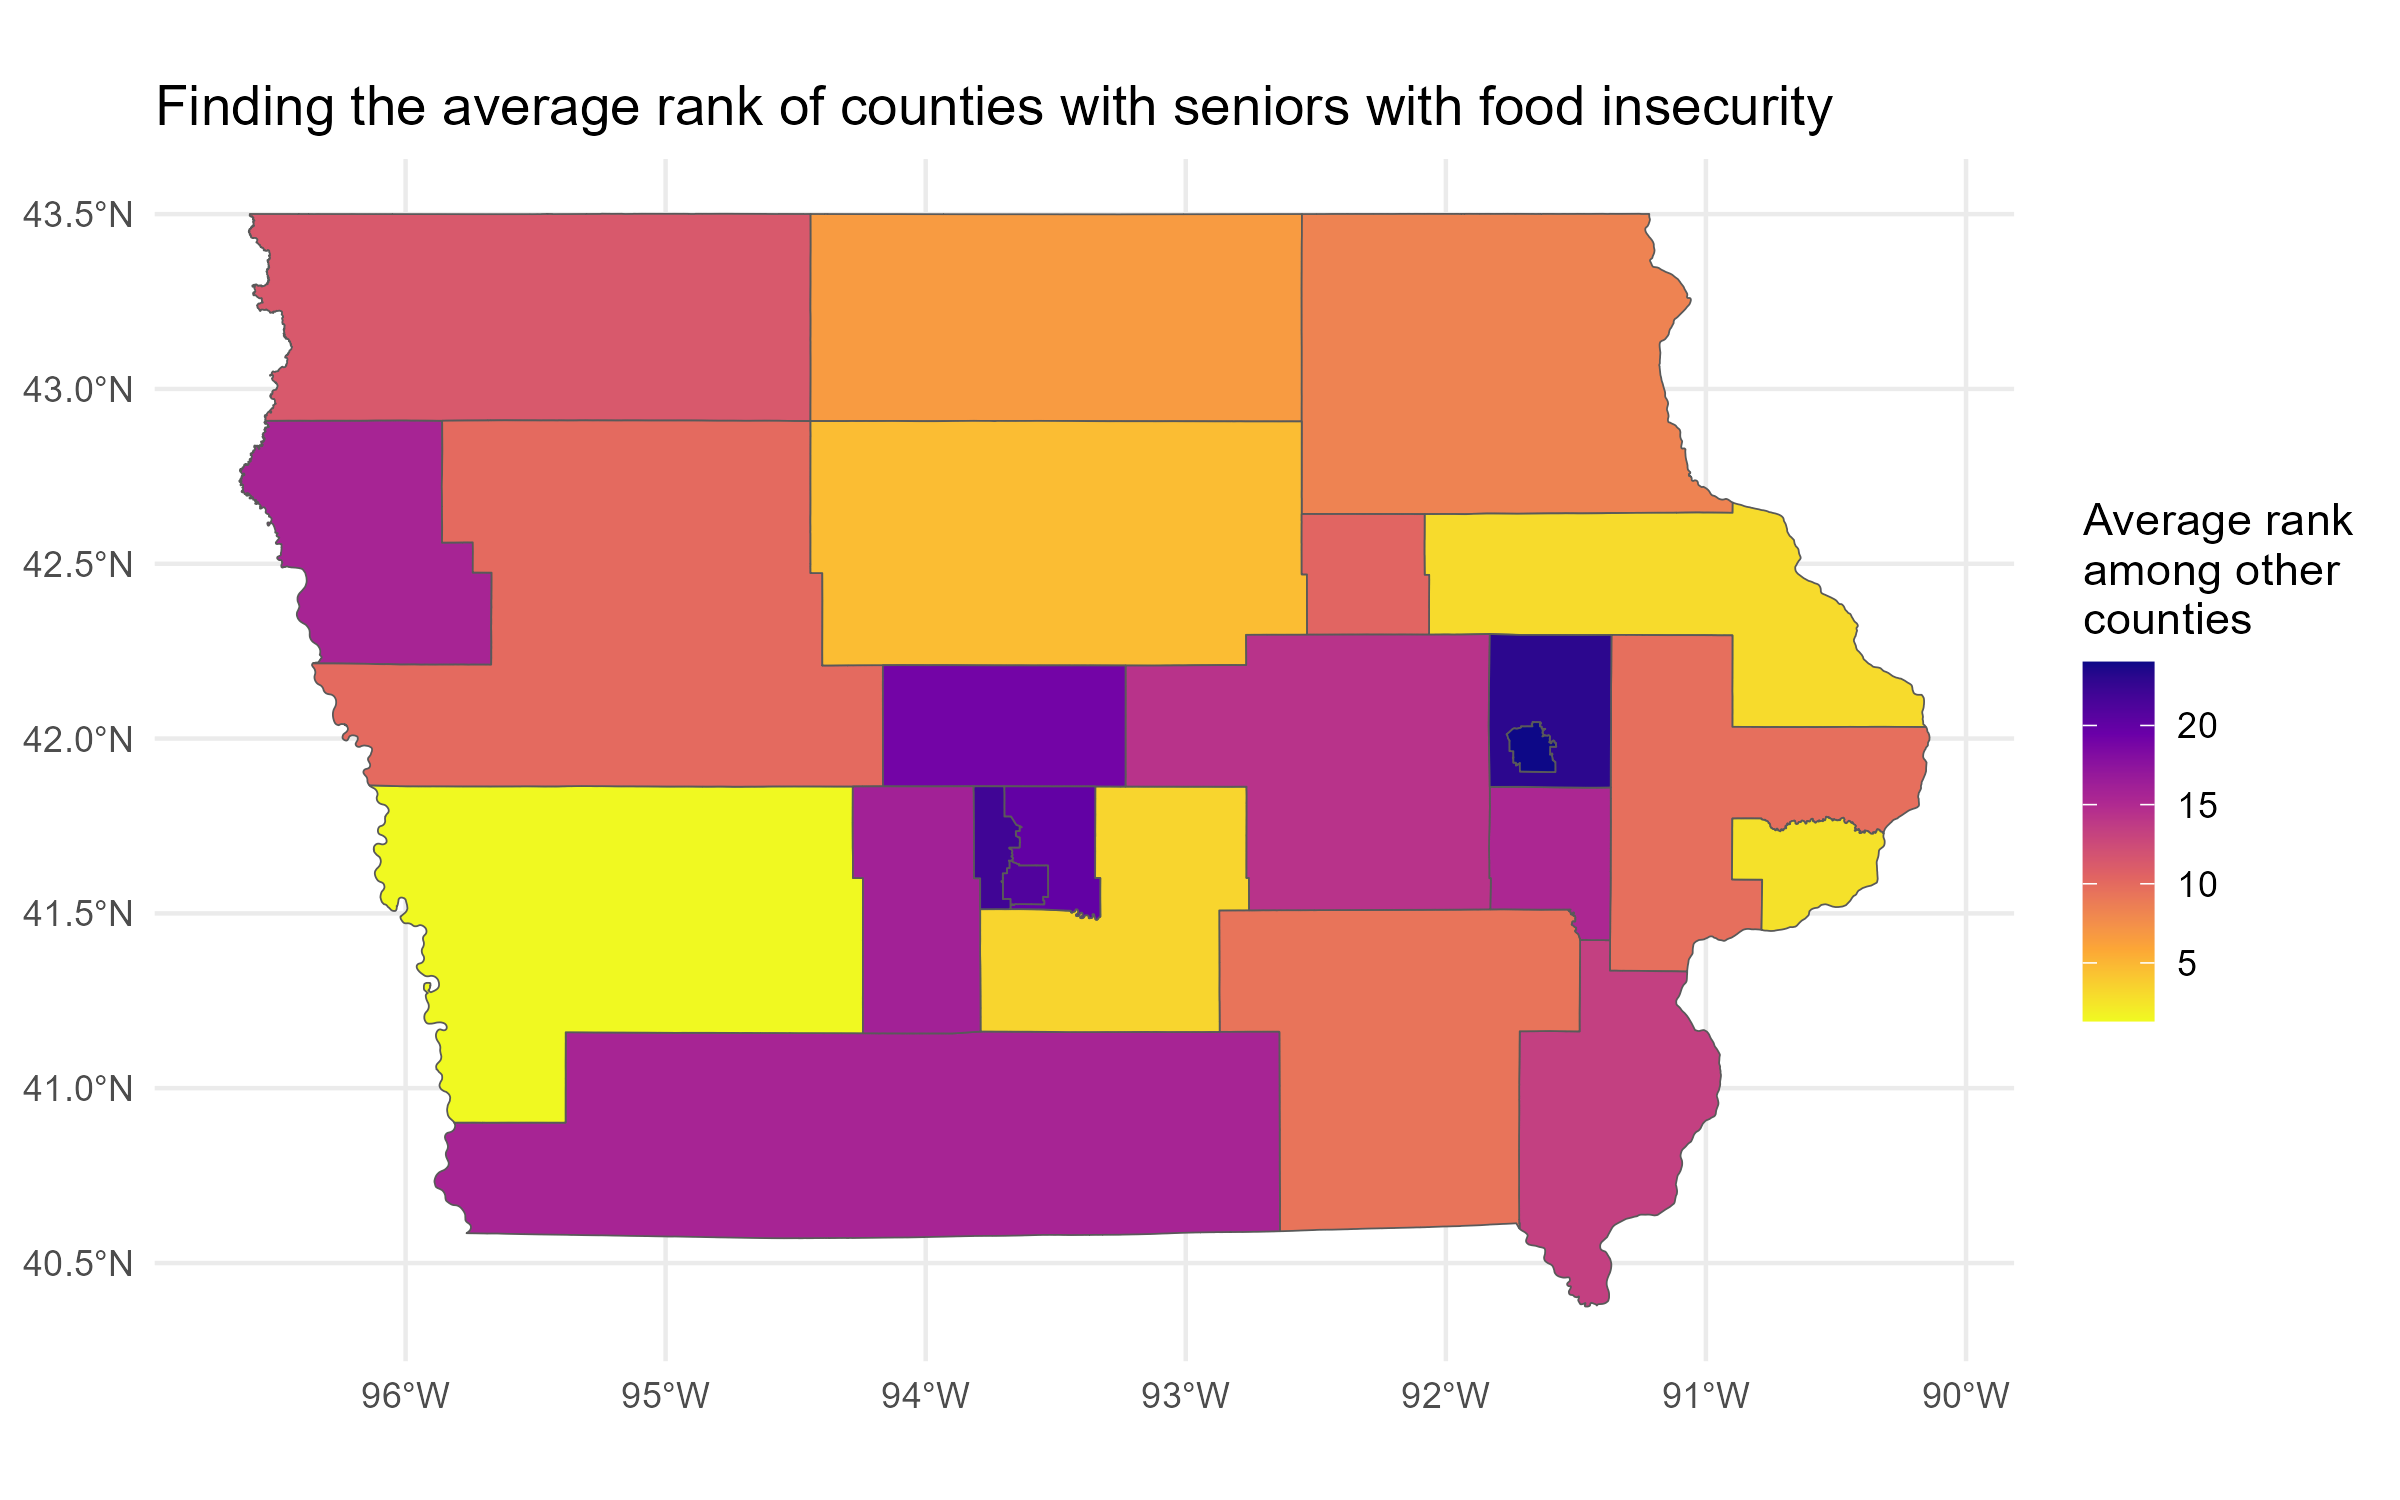 Finding the average rank of counties with seniors with food insecurity
43.5°N
43.0°N
42.5°N
42.0°N
41.5°N
41.0°N
40.5°N
96°W 95°W 94°W 93°W 92°W 91°W 90°W
Average rank
among other
counties
20
15
10
5